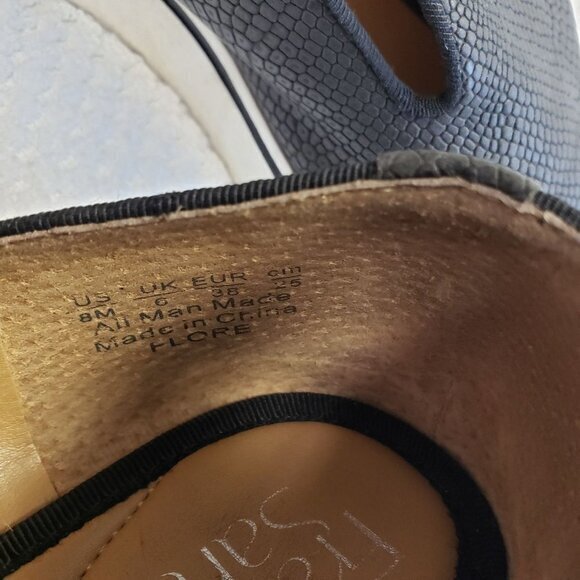 US UK EUR cm
8M 6 38 25
All Man Made
Made in China
FLORE